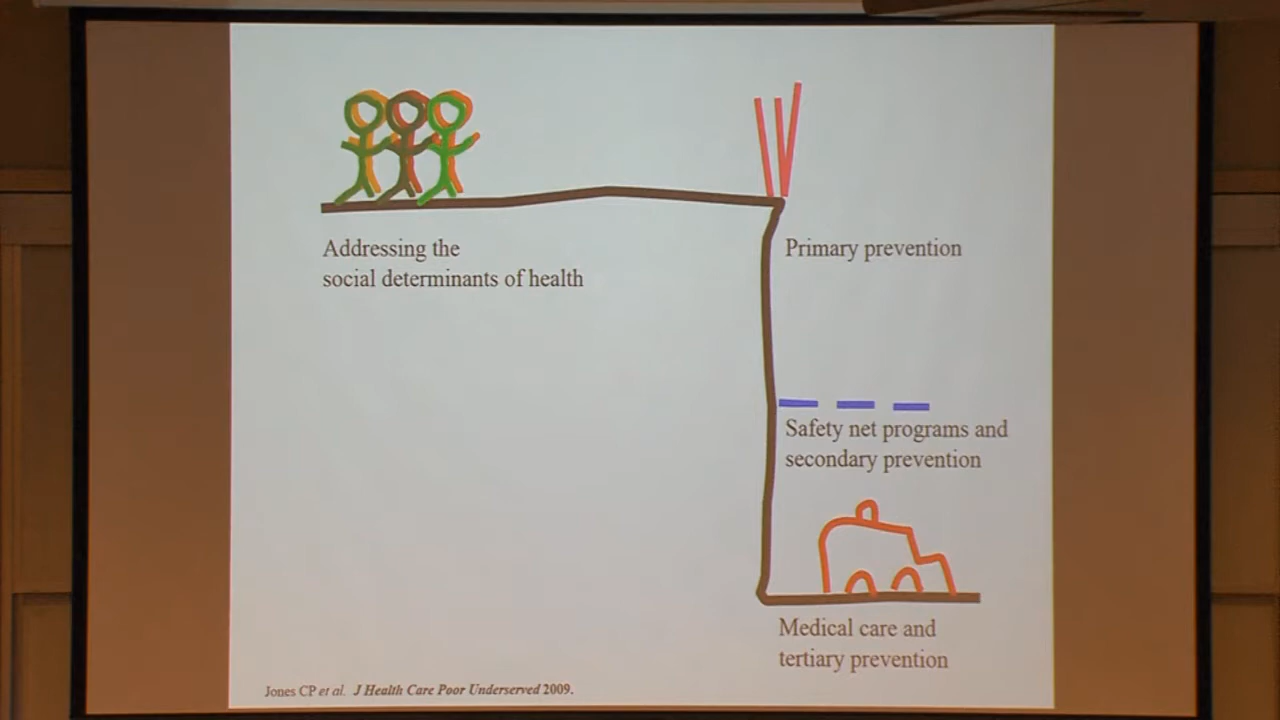 Addressing the
social determinants of health
Primary prevention
Safety net programs and
secondary prevention
Medical care and
tertiary prevention
Jones CP et al. J Health Care Poor Underserved 2009.